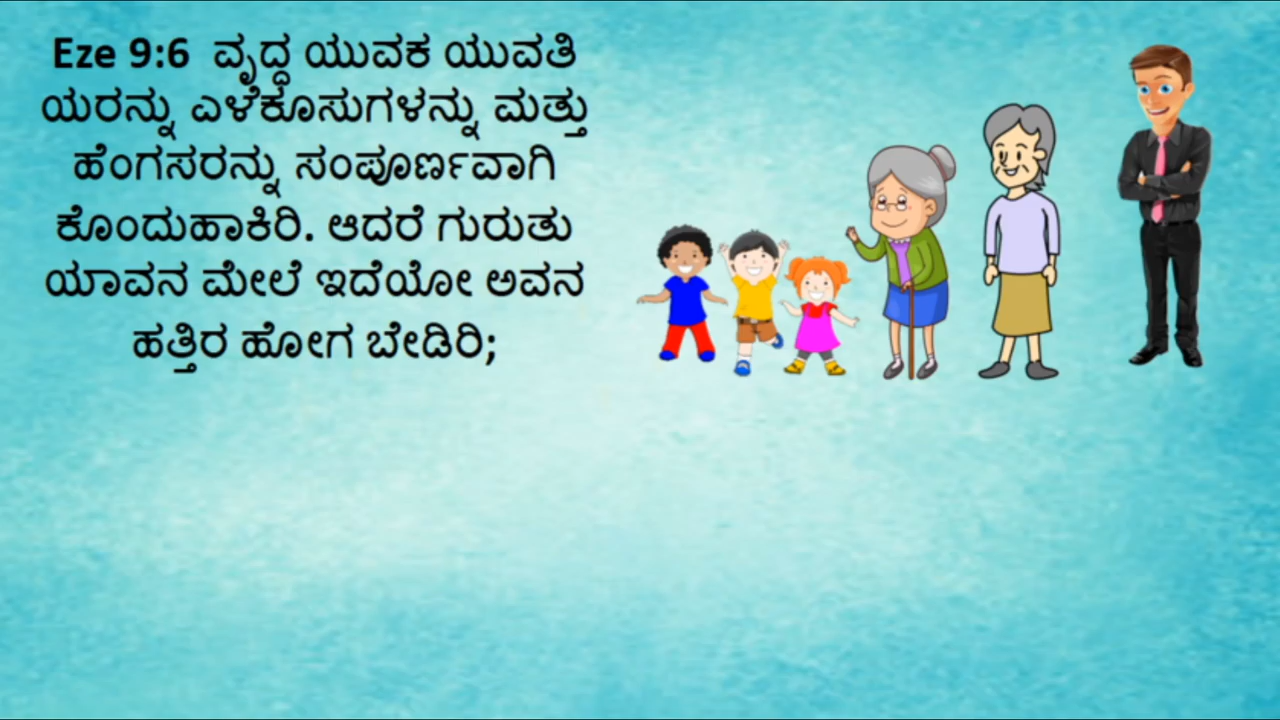 Eze 9:6 ವೃದ್ಧ ಯುವಕ ಯುವತಿ
ಯರನ್ನು ಎಳೆಕೂಸುಗಳನ್ನು ಮತ್ತು
ಹೆಂಗಸರನ್ನು ಸಂಪೂರ್ಣವಾಗಿ
ಕೊಂದುಹಾಕಿರಿ. ಆದರೆ ಗುರುತು
ಯಾವನ ಮೇಲೆ ಇದೆಯೋ ಅವನ
ಹತ್ತಿರ ಹೋಗ ಬೇಡಿರಿ;